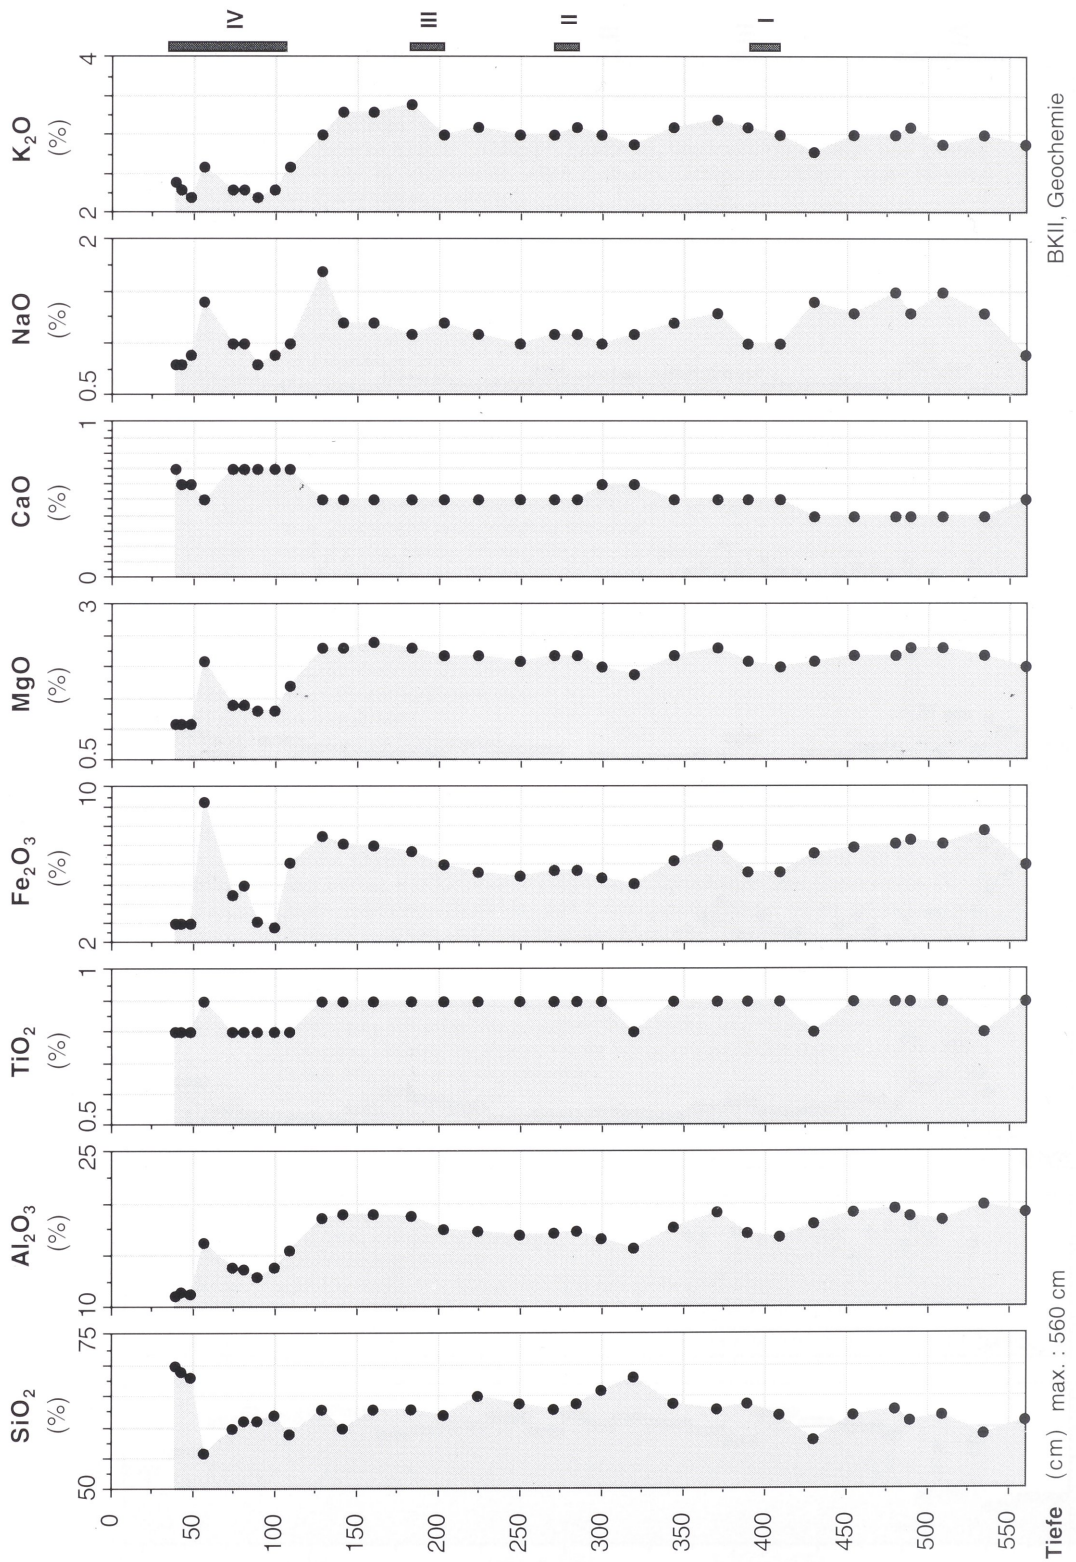 IV
III
II
I
K₂O
(%)
4
2
NaO
(%)
2
0.5
CaO
(%)
1
0
MgO
(%)
3
0.5
Fe₂O₃
(%)
10
2
TiO₂
(%)
1
0.5
Al₂O₃
(%)
25
10
SiO₂
(%)
75
50
0
50
100
150
200
250
300
350
400
450
500
550
Tiefe (cm) max. : 560 cm
BKII, Geochemie